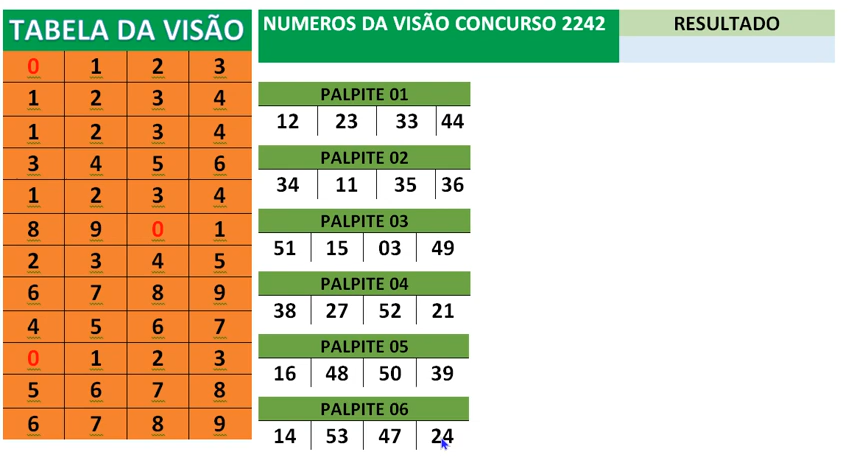 TABELA DA VISÃO
0 1 2 3
1 2 3 4
1 2 3 4
3 4 5 6
1 2 3 4
8 9 0 1
2 3 4 5
6 7 8 9
4 5 6 7
0 1 2 3
5 6 7 8
6 7 8 9
NUMEROS DA VISÃO CONCURSO 2242
RESULTADO
PALPITE 01
12 23 33 44
PALPITE 02
34 11 35 36
PALPITE 03
51 15 03 49
PALPITE 04
38 27 52 21
PALPITE 05
16 48 50 39
PALPITE 06
14 53 47 24